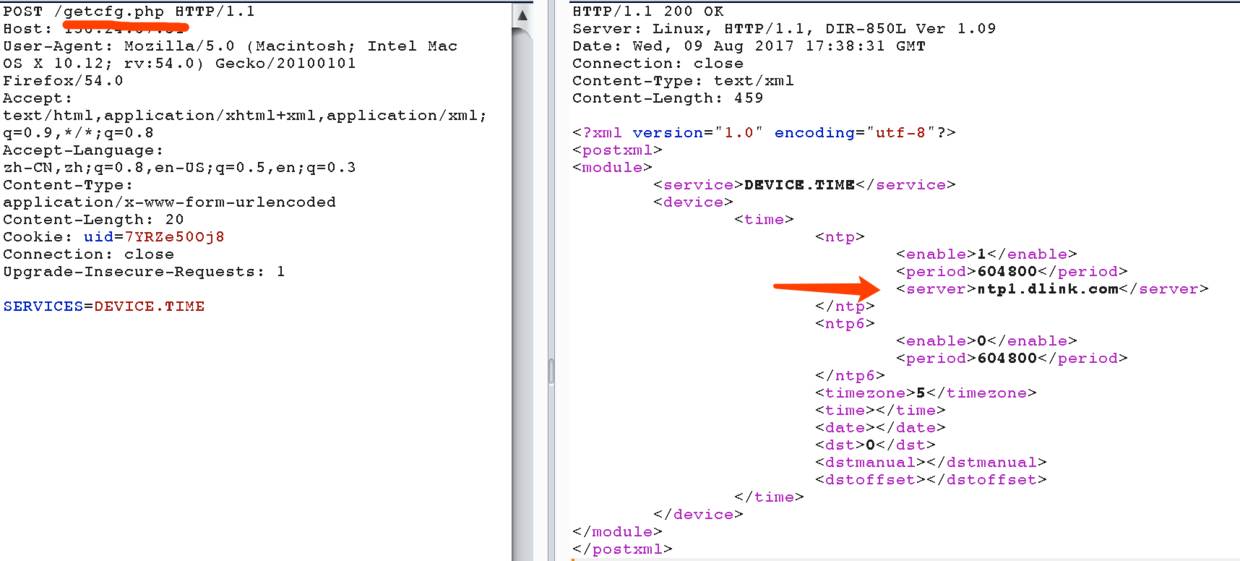 POST /getcfg.php HTTP/1.1
Host:
User-Agent: Mozilla/5.0 (Macintosh; Intel Mac
OS X 10.12; rv:54.0) Gecko/20100101
Firefox/54.0
Accept:
text/html,application/xhtml+xml,application/xml;
q=0.9,*/*;q=0.8
Accept-Language:
zh-CN,zh;q=0.8,en-US;q=0.5,en;q=0.3
Content-Type:
application/x-www-form-urlencoded
Content-Length: 20
Cookie: uid=7YRZe50Oj8
Connection: close
Upgrade-Insecure-Requests: 1
SERVICES=DEVICE.TIME
HTTP/1.1 200 OK
Server: Linux, HTTP/1.1, DIR-850L Ver 1.09
Date: Wed, 09 Aug 2017 17:38:31 GMT
Connection: close
Content-Type: text/xml
Content-Length: 459
<?xml version="1.0" encoding="utf-8"?>
<postxml>
<module>
<service>DEVICE.TIME</service>
<device>
<time>
<ntp>
<enable>1</enable>
<period>604800</period>
<server>ntp1.dlink.com</server>
</ntp>
<ntp6>
<enable>0</enable>
<period>604800</period>
</ntp6>
<timezone>5</timezone>
<time></time>
<date></date>
<dst>0</dst>
<dstmanual></dstmanual>
<dstoffset></dstoffset>
</time>
</device>
</module>
</postxml>